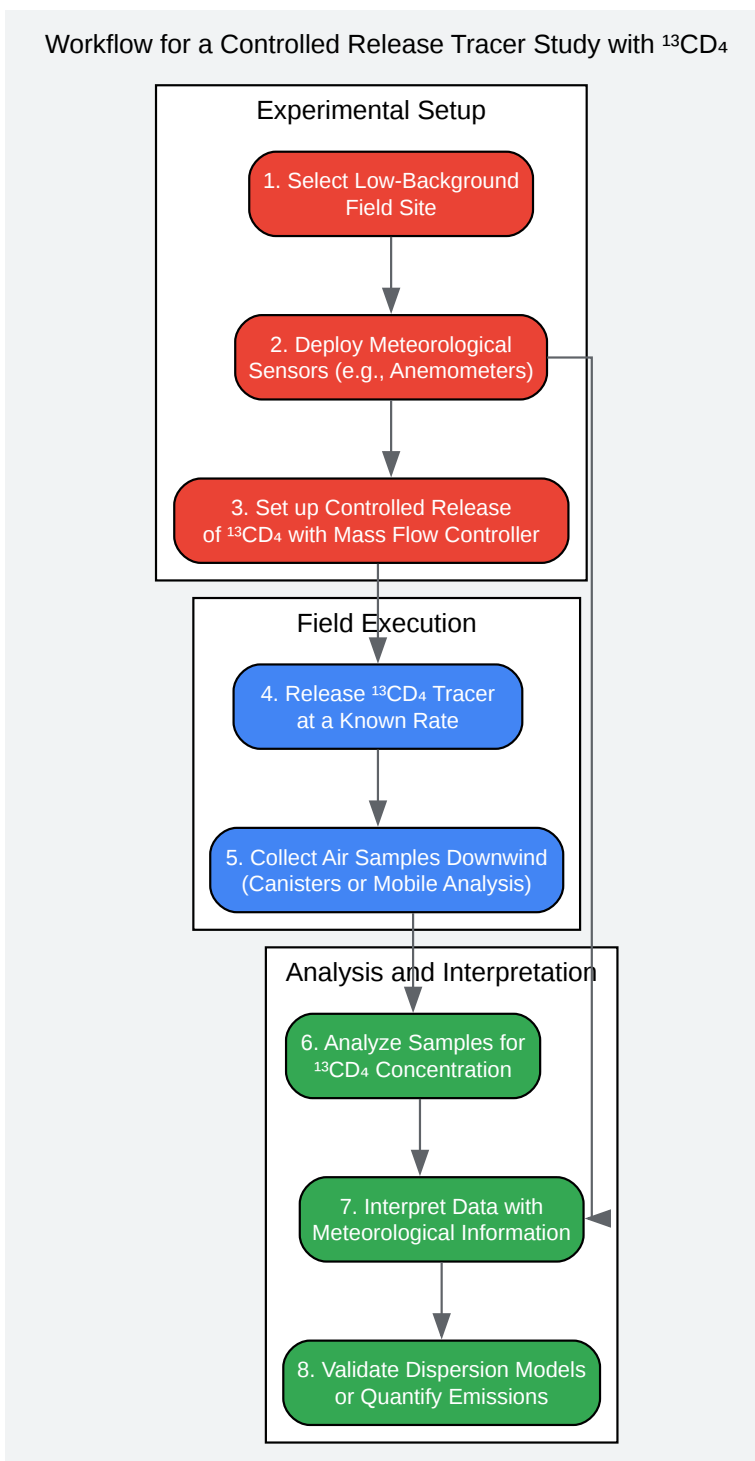 Workflow for a Controlled Release Tracer Study with ¹³CD₄
Experimental Setup
1. Select Low-Background
Field Site
2. Deploy Meteorological
Sensors (e.g., Anemometers)
3. Set up Controlled Release
of ¹³CD₄ with Mass Flow Controller
Field Execution
4. Release ¹³CD₄ Tracer
at a Known Rate
5. Collect Air Samples Downwind
(Canisters or Mobile Analysis)
Analysis and Interpretation
6. Analyze Samples for
¹³CD₄ Concentration
7. Interpret Data with
Meteorological Information
8. Validate Dispersion Models
or Quantify Emissions